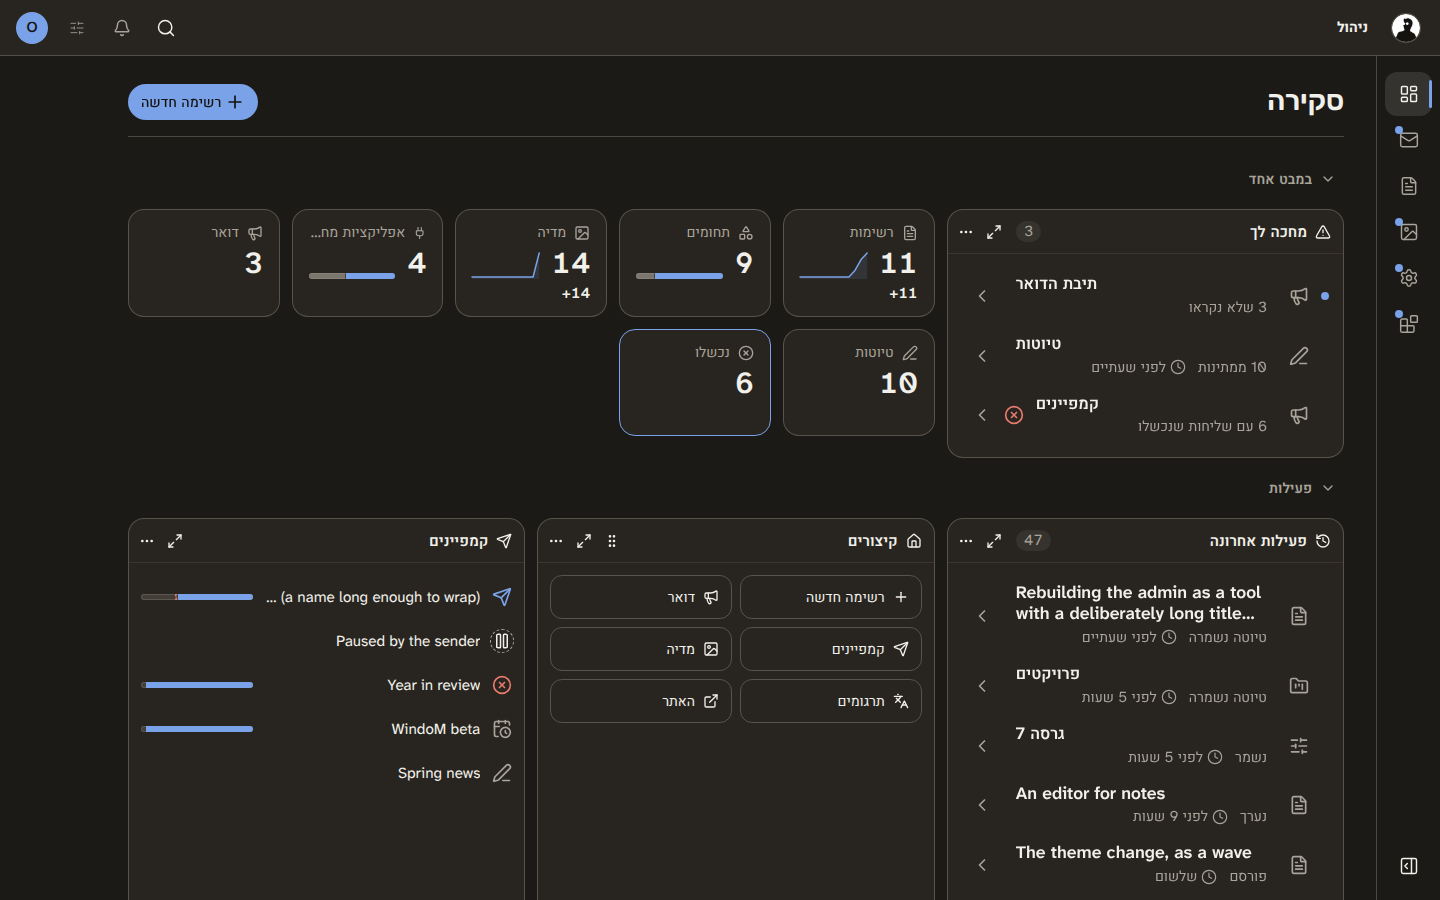 ניהול
O
סקירה
רשימה חדשה
במבט אחד
מחכה לך
3
תיבת הדואר
3 שלא נקראו
טיוטות
10 ממתינות לפני שעתיים
קמפיינים
6 עם שליחות שנכשלו
רשימות
11
+11
תחומים
9
מדיה
14
+14
אפליקציות מח...
4
דואר
3
טיוטות
10
נכשלו
6
פעילות
פעילות אחרונה
47
Rebuilding the admin as a tool
with a deliberately long title...
טיוטה נשמרה לפני שעתיים
פרויקטים
טיוטה נשמרה לפני 5 שעות
גרסה 7
נשמר לפני 5 שעות
An editor for notes
נערך לפני 9 שעות
The theme change, as a wave
פורסם שלשום
קיצורים
רשימה חדשה
דואר
קמפיינים
מדיה
תרגומים
האתר
קמפיינים
... (a name long enough to wrap)
Paused by the sender
Year in review
WindoM beta
Spring news